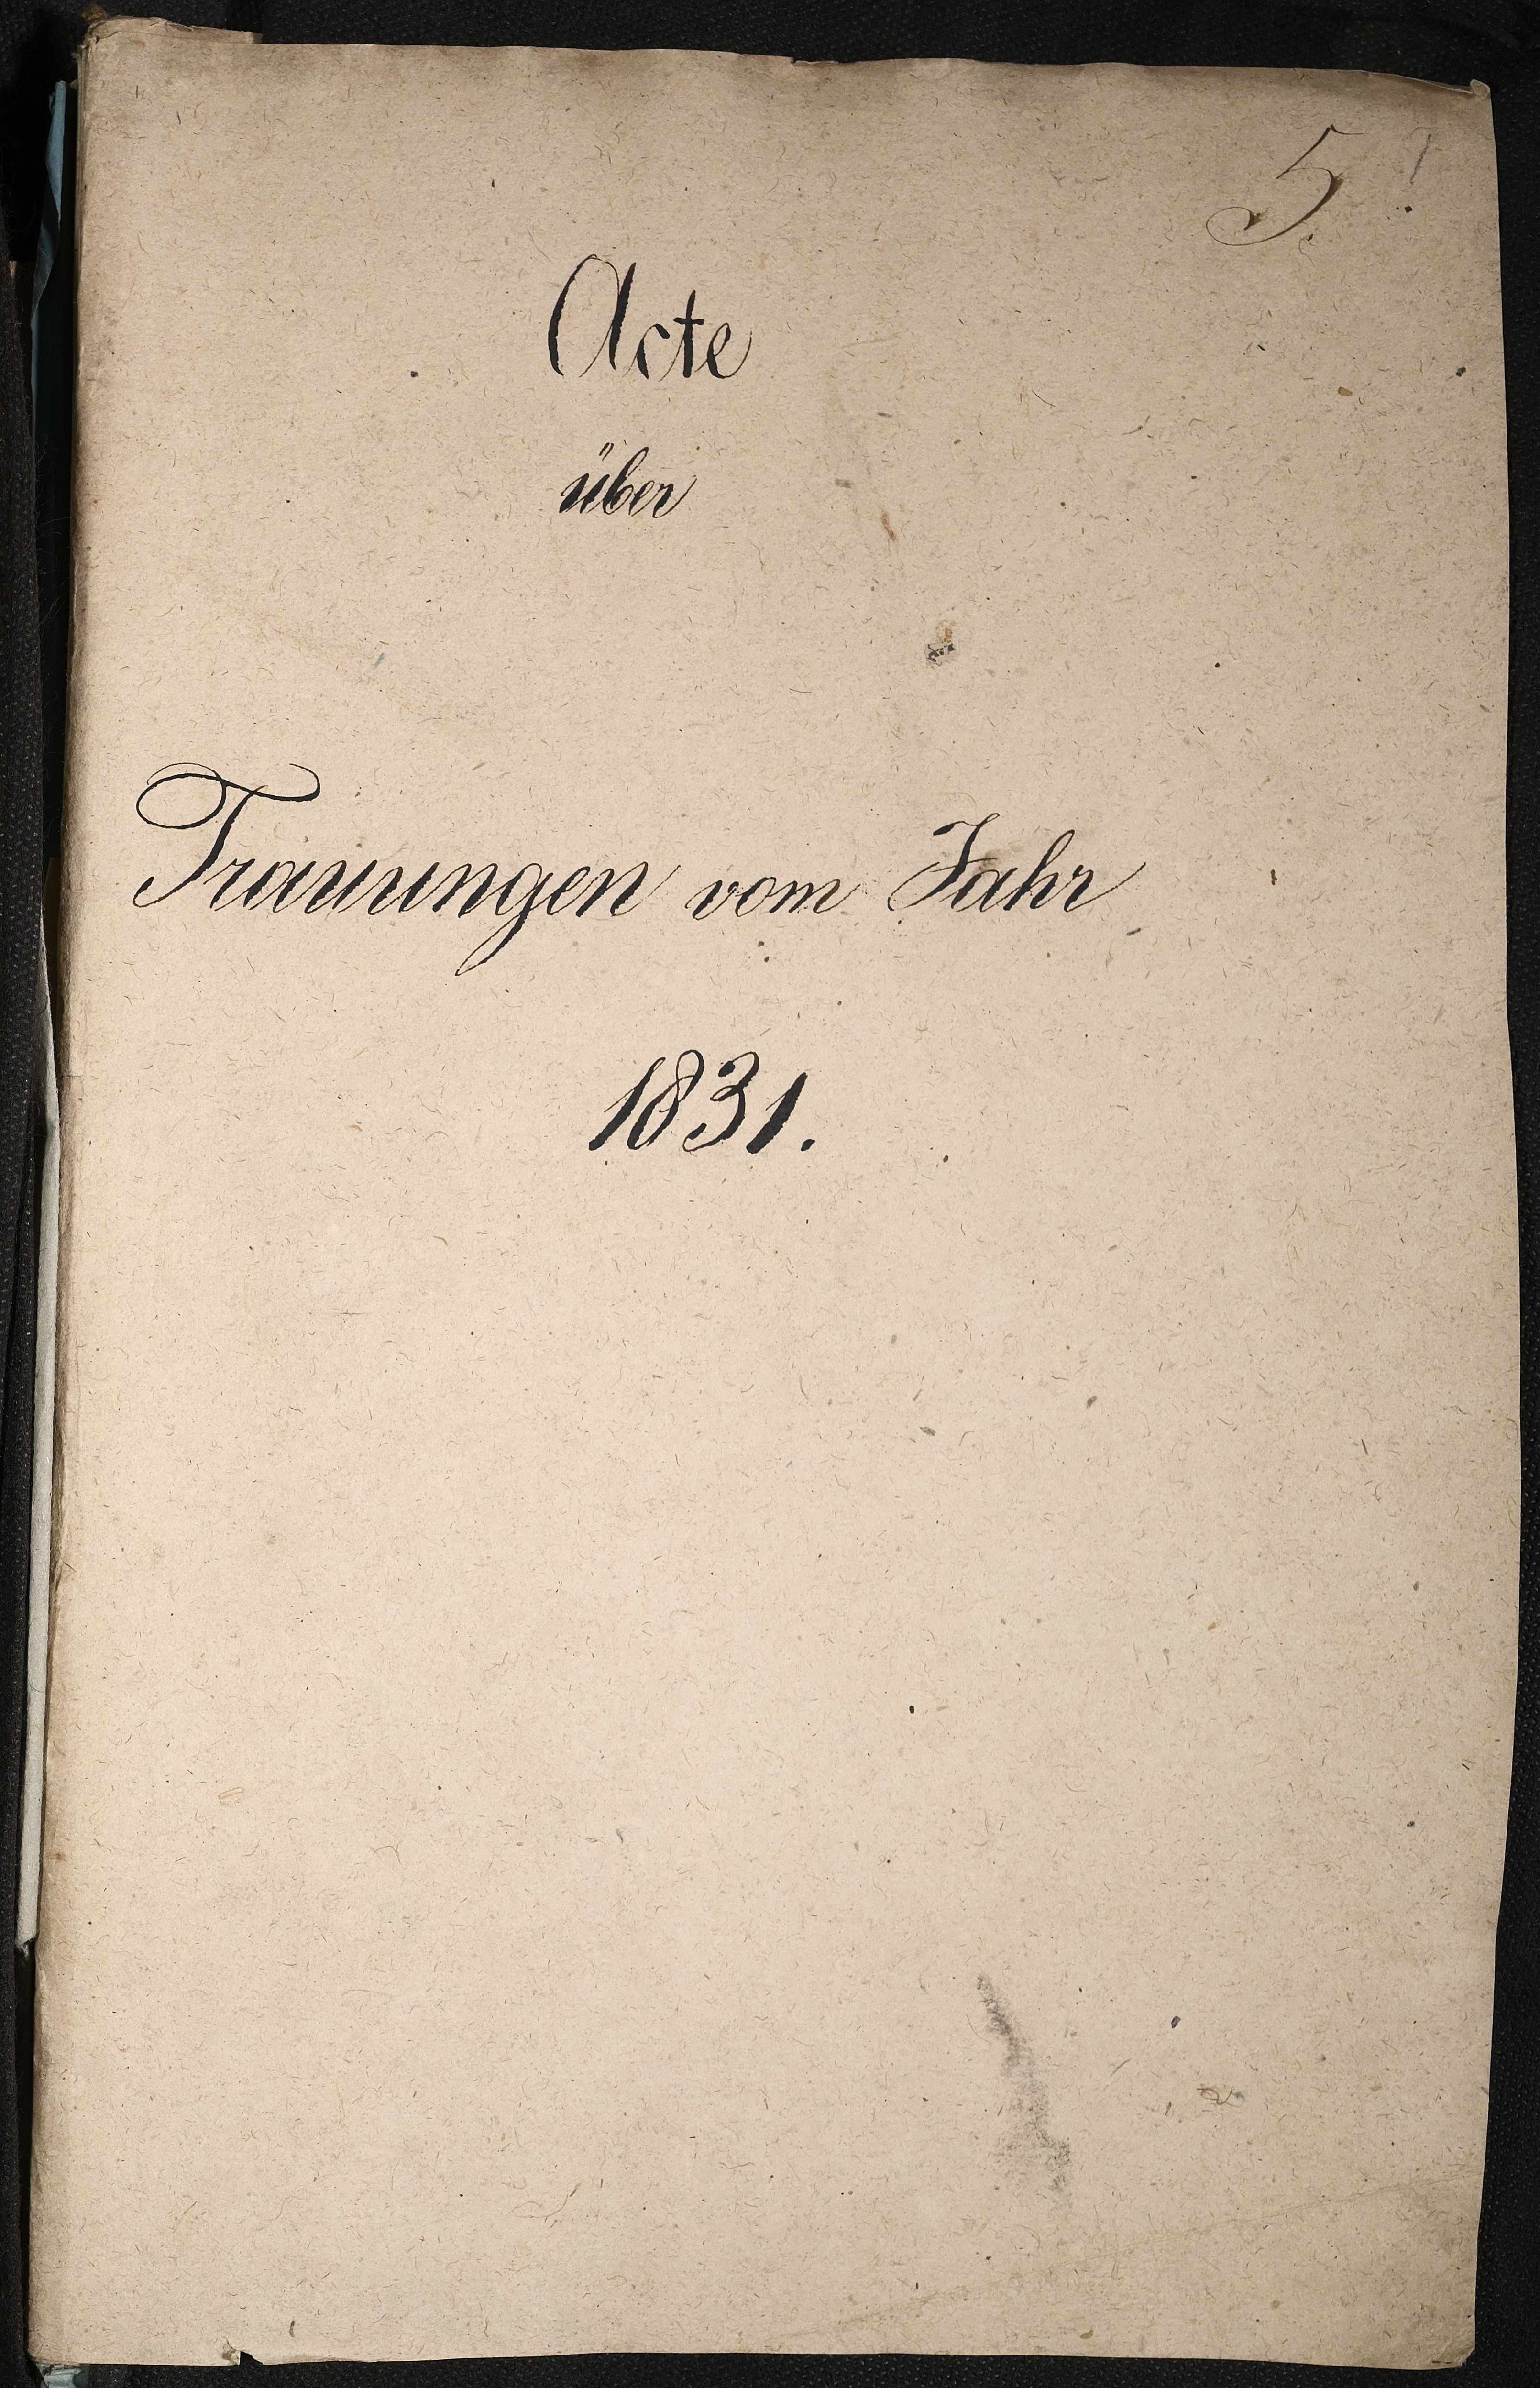 5.
Acte
über
Trauungen vom Jahr
1831.